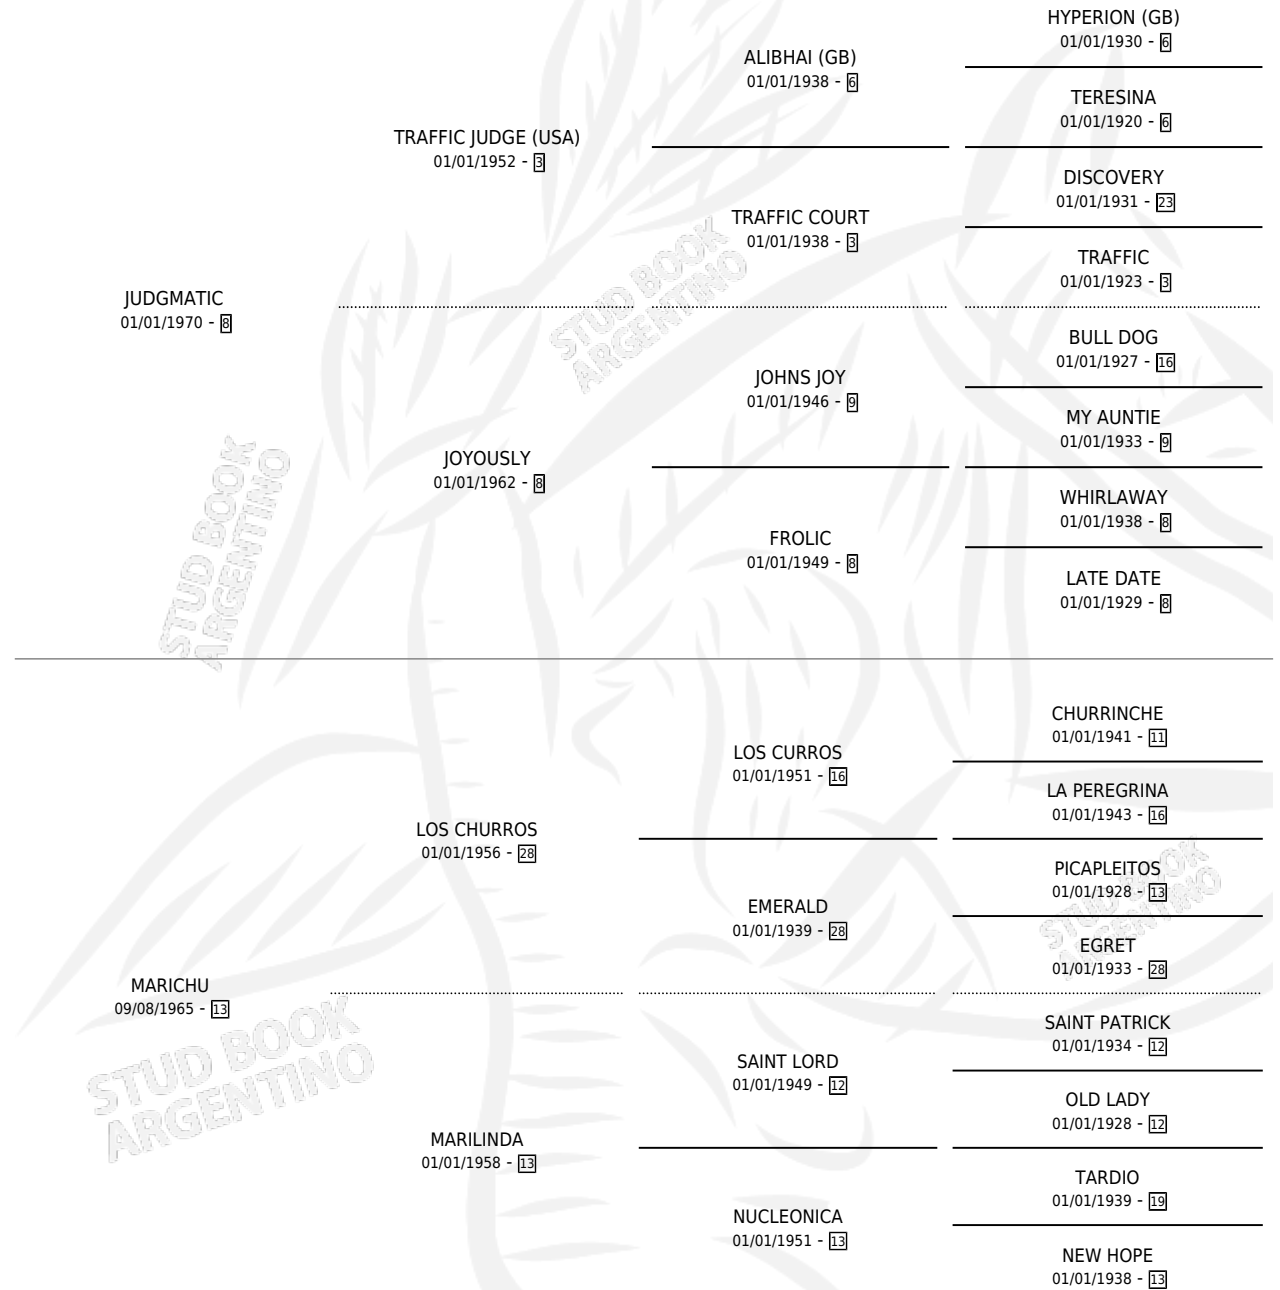 HYPERION (GB)
01/01/1930 - 6
ALIBHAI (GB)
01/01/1938 - 6
TERESINA
01/01/1920 - 6
TRAFFIC JUDGE (USA)
01/01/1952 - 3
DISCOVERY
01/01/1931 - 23
TRAFFIC COURT
01/01/1938 - 3
TRAFFIC
01/01/1923 - 3
JUDGMATIC
01/01/1970 - 8
BULL DOG
01/01/1927 - 16
JOHNS JOY
01/01/1946 - 9
MY AUNTIE
01/01/1933 - 9
JOYOUSLY
01/01/1962 - 8
WHIRLAWAY
01/01/1938 - 8
FROLIC
01/01/1949 - 8
LATE DATE
01/01/1929 - 8
CHURRINCHE
01/01/1941 - 11
LOS CURROS
01/01/1951 - 16
LA PEREGRINA
01/01/1943 - 16
LOS CHURROS
01/01/1956 - 28
PICAPLEITOS
01/01/1928 - 13
EMERALD
01/01/1939 - 28
EGRET
01/01/1933 - 28
MARICHU
09/08/1965 - 13
SAINT PATRICK
01/01/1934 - 12
SAINT LORD
01/01/1949 - 12
OLD LADY
01/01/1928 - 12
MARILINDA
01/01/1958 - 13
TARDIO
01/01/1939 - 19
NUCLEONICA
01/01/1951 - 13
NEW HOPE
01/01/1938 - 13
STUD BOOK
ARGENTINO
STUD BOOK
ARGENTINO
STUD BOOK
ARGENTINO
STUD BOOK
ARGENTINO